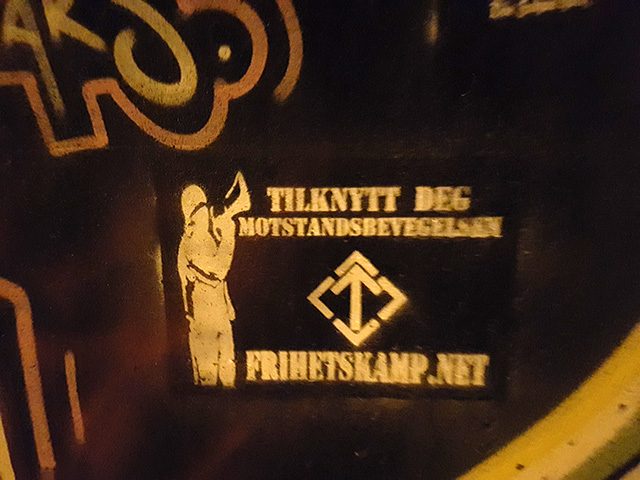 TILKNYTT DEG
MOTSTANDSBEVEGELSEN
FRIHETSKAMP.NET